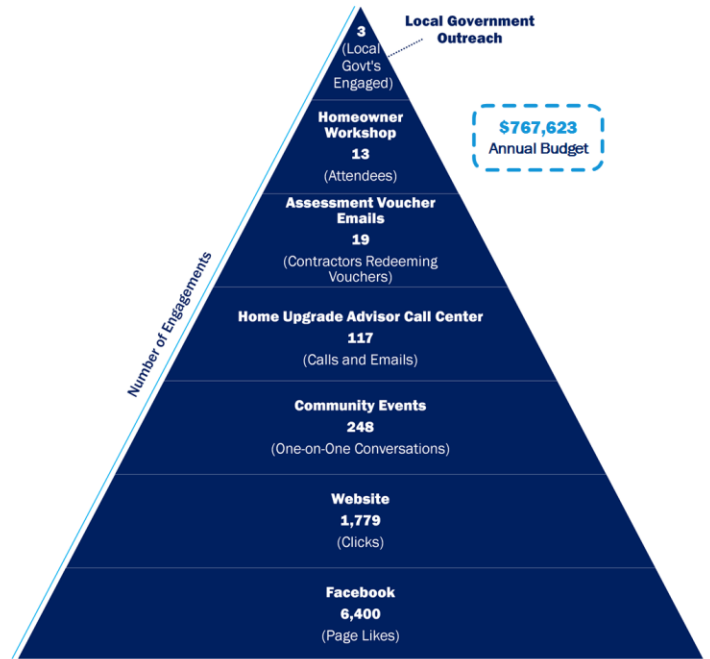 3
(Local
Govt's
Engaged)
Local Government
Outreach
Homeowner
Workshop
13
(Attendees)
$767,623
Annual Budget
Assessment Voucher
Emails
19
(Contractors Redeeming
Vouchers)
Number of Engagements
Home Upgrade Advisor Call Center
117
(Calls and Emails)
Community Events
248
(One-on-One Conversations)
Website
1,779
(Clicks)
Facebook
6,400
(Page Likes)